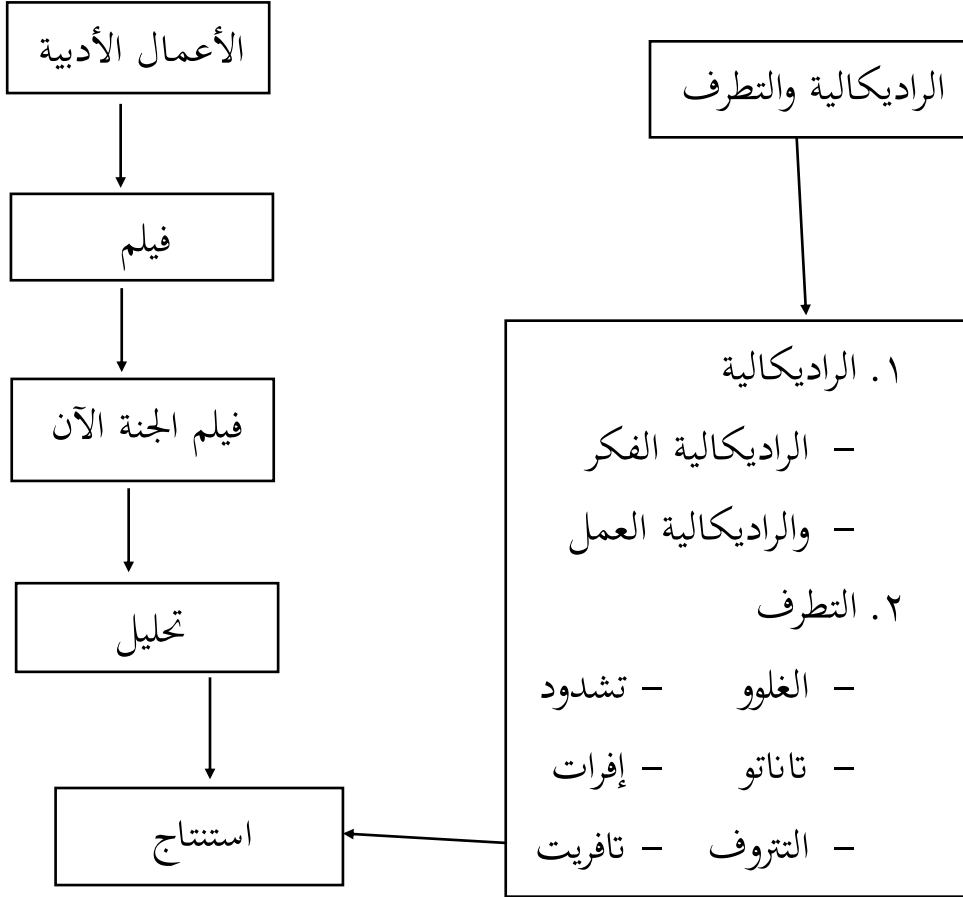 الأعمال الأدبية
فيلم
فيلم الجنة الآن
تحليل
استنتاج
الراديكالية والتطرف
١. الراديكالية
– الراديكالية الفكر
– والراديكالية العمل
٢. التطرف
– الغلوو – تشدود
– تاناتو – إفرات
– التتروف – تافريت